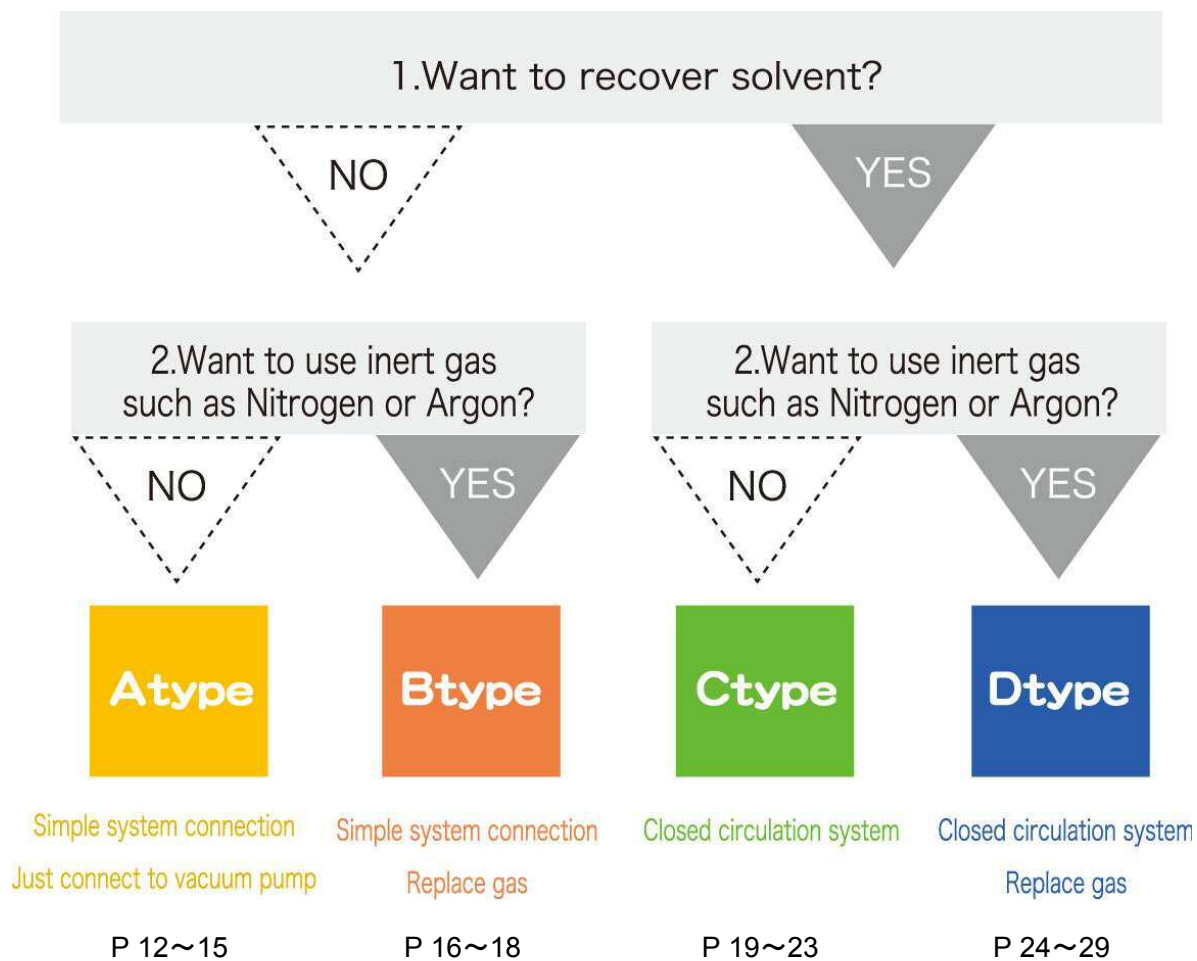 1.Want to recover solvent?
NO
YES
2.Want to use inert gas
such as Nitrogen or Argon?
2.Want to use inert gas
such as Nitrogen or Argon?
NO
YES
NO
YES
Atype
Btype
Ctype
Dtype
Simple system connection
Just connect to vacuum pump
Simple system connection
Replace gas
Closed circulation system
Closed circulation system
Replace gas
P 12～15
P 16～18
P 19～23
P 24～29